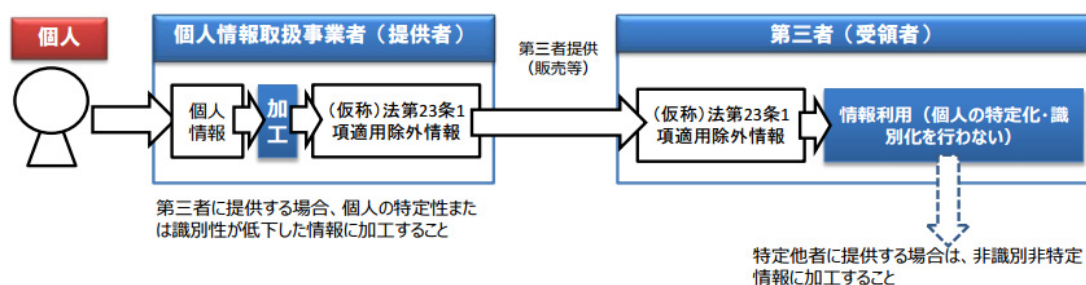 個人
個人情報取扱事業者（提供者）
第三者提供
（販売等）
第三者（受領者）
個人
情報
加
工
（仮称）法第23条1
項適用除外情報
（仮称）法第23条1
項適用除外情報
情報利用（個人の特定化・識
別化を行わない）
第三者に提供する場合、個人の特定性また
は識別性が低下した情報に加工すること
特定他者に提供する場合は、非識別非特定
情報に加工すること